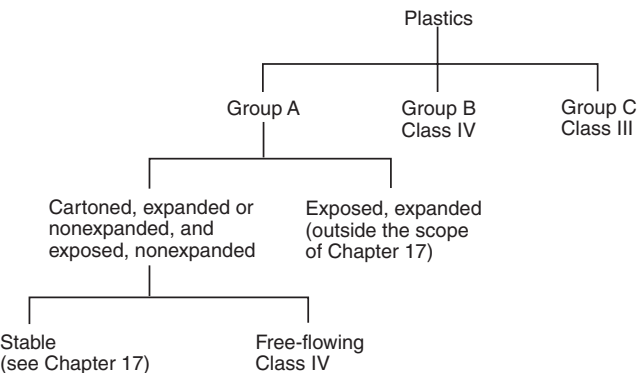 Plastics
Group A
Group B
Class IV
Group C
Class III
Cartoned, expanded or
nonexpanded, and
exposed, nonexpanded
Exposed, expanded
(outside the scope
of Chapter 17)
Stable
(see Chapter 17)
Free-flowing
Class IV